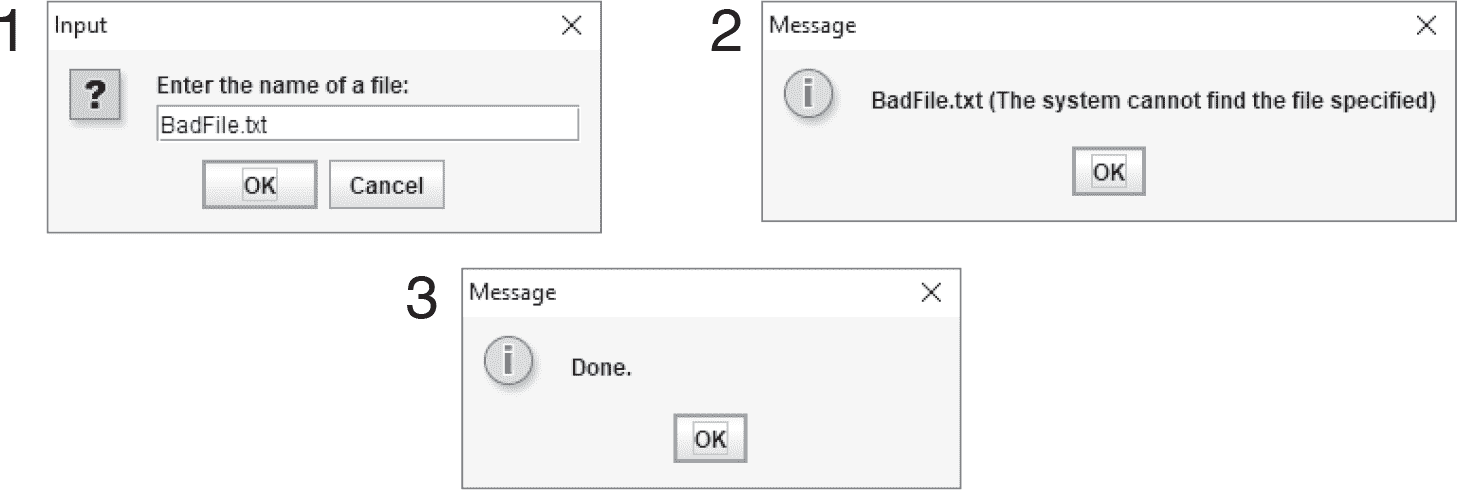 1
Input
?
Enter the name of a file:
BadFile.txt
OK Cancel
2
Message
i
BadFile.txt (The system cannot find the file specified)
OK
3
Message
i
Done.
OK